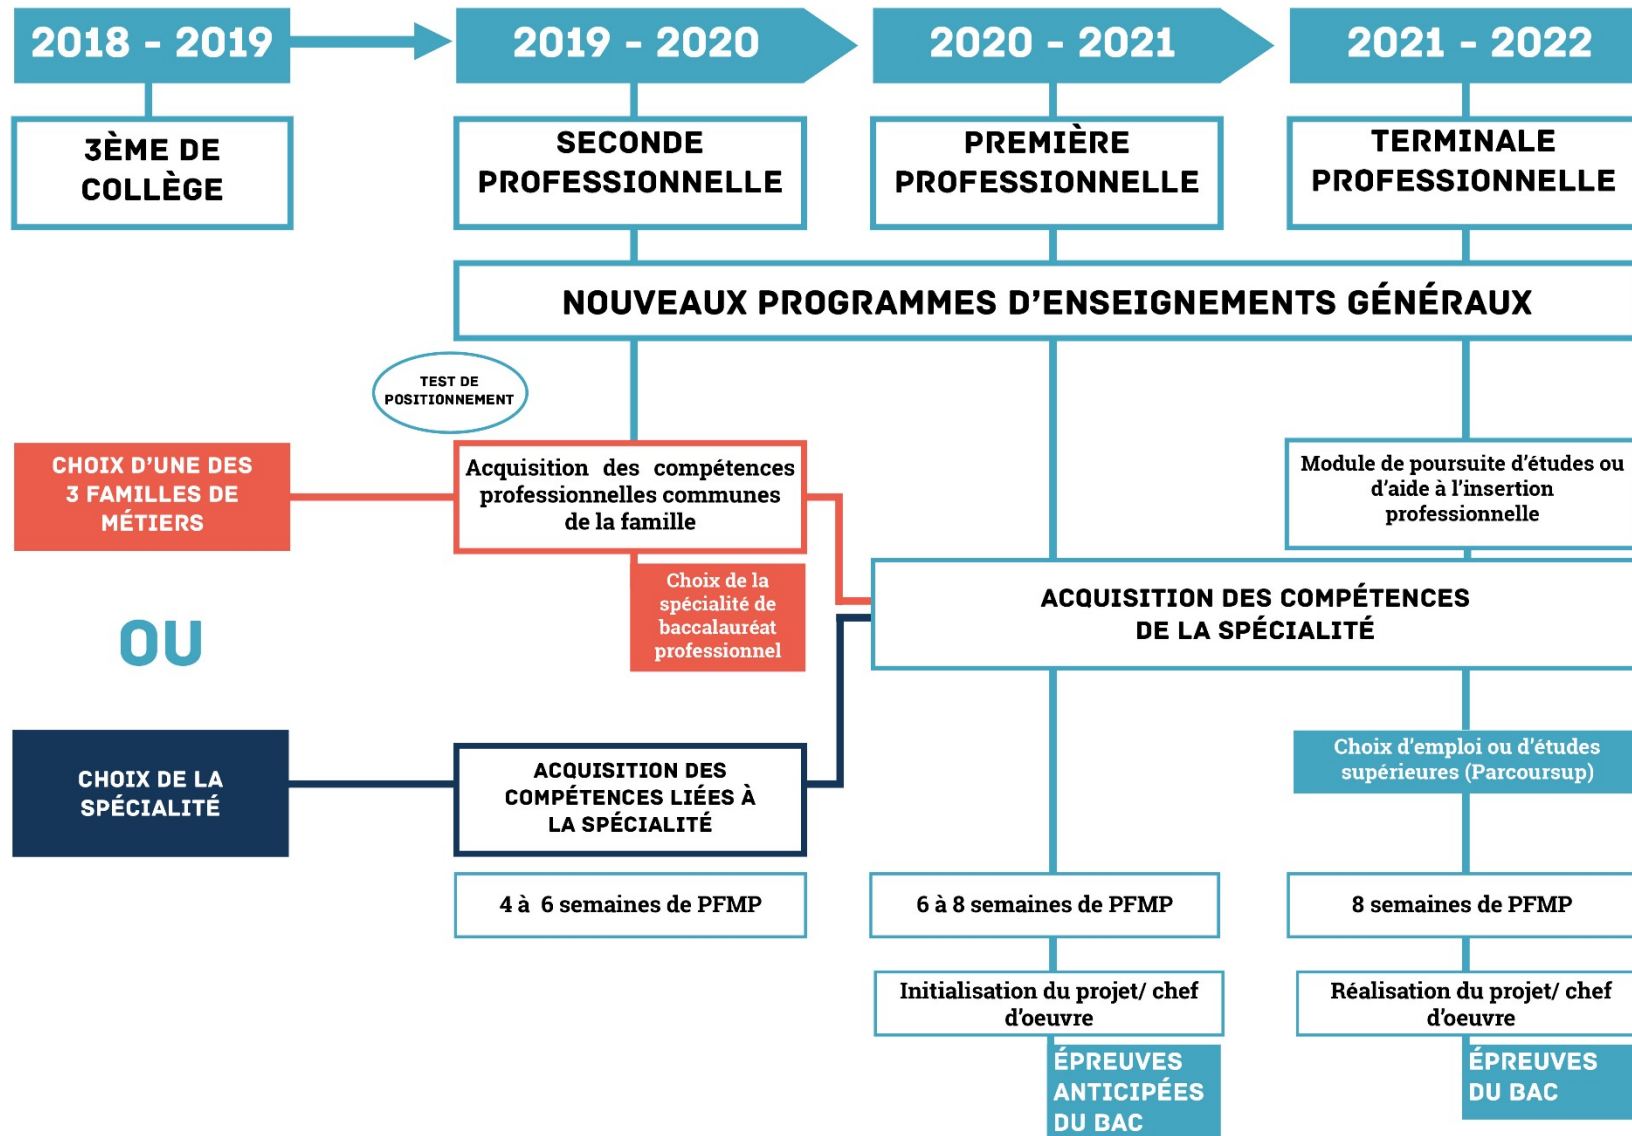 2018 - 2019
2019 - 2020
2020 - 2021
2021 - 2022
3ÈME DE
COLLÈGE
SECONDE
PROFESSIONNELLE
PREMIÈRE
PROFESSIONNELLE
TERMINALE
PROFESSIONNELLE
NOUVEAUX PROGRAMMES D'ENSEIGNEMENTS GÉNÉRAUX
TEST DE
POSITIONNEMENT
CHOIX D'UNE DES
3 FAMILLES DE
MÉTIERS
Acquisition des compétences
professionnelles communes
de la famille
Module de poursuite d'études ou
d'aide à l'insertion
professionnelle
Choix de la
spécialité de
baccalauréat
professionnel
ACQUISITION DES COMPÉTENCES
DE LA SPÉCIALITÉ
OU
CHOIX DE LA
SPÉCIALITÉ
ACQUISITION DES
COMPÉTENCES LIÉES À
LA SPÉCIALITÉ
Choix d'emploi ou d'études
supérieures (Parcoursup)
4 à 6 semaines de PFMP
6 à 8 semaines de PFMP
8 semaines de PFMP
Initialisation du projet/ chef
d'oeuvre
Réalisation du projet/ chef
d'oeuvre
ÉPREUVES
ANTICIPÉES
DU BAC
ÉPREUVES
DU BAC